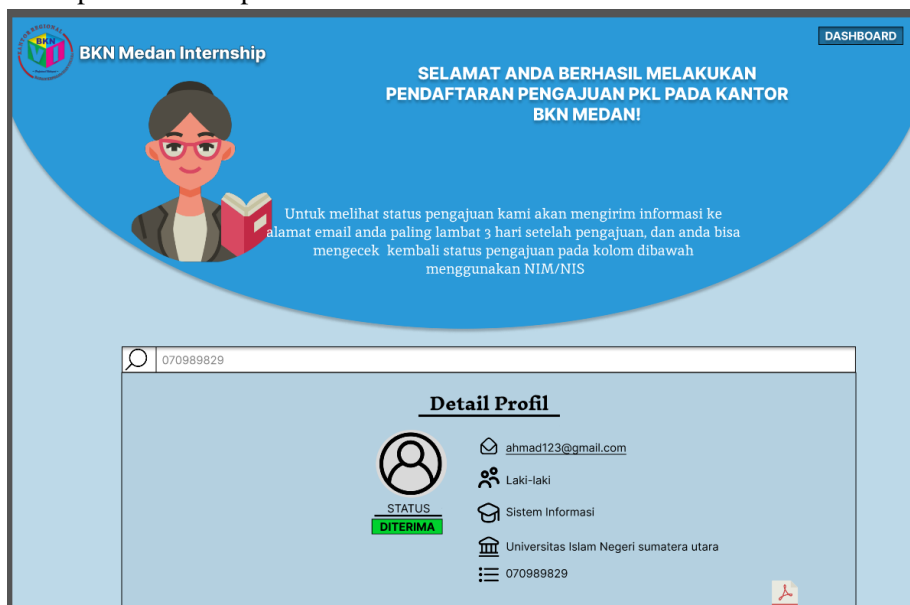 BKN
BKN Medan Internship
DASHBOARD
SELAMAT ANDA BERHASIL MELAKUKAN
PENDAFTARAN PENGAJUAN PKL PADA KANTOR
BKN MEDAN!
Untuk melihat status pengajuan kami akan mengirim informasi ke
alamat email anda paling lambat 3 hari setelah pengajuan, dan anda bisa
mengecek kembali status pengajuan pada kolom dibawah
menggunakan NIM/NIS
070989829
Detail Profil
ahmad123@gmail.com
Laki-laki
STATUS
DITERIMA
Sistem Informasi
Universitas Islam Negeri sumatera utara
070989829